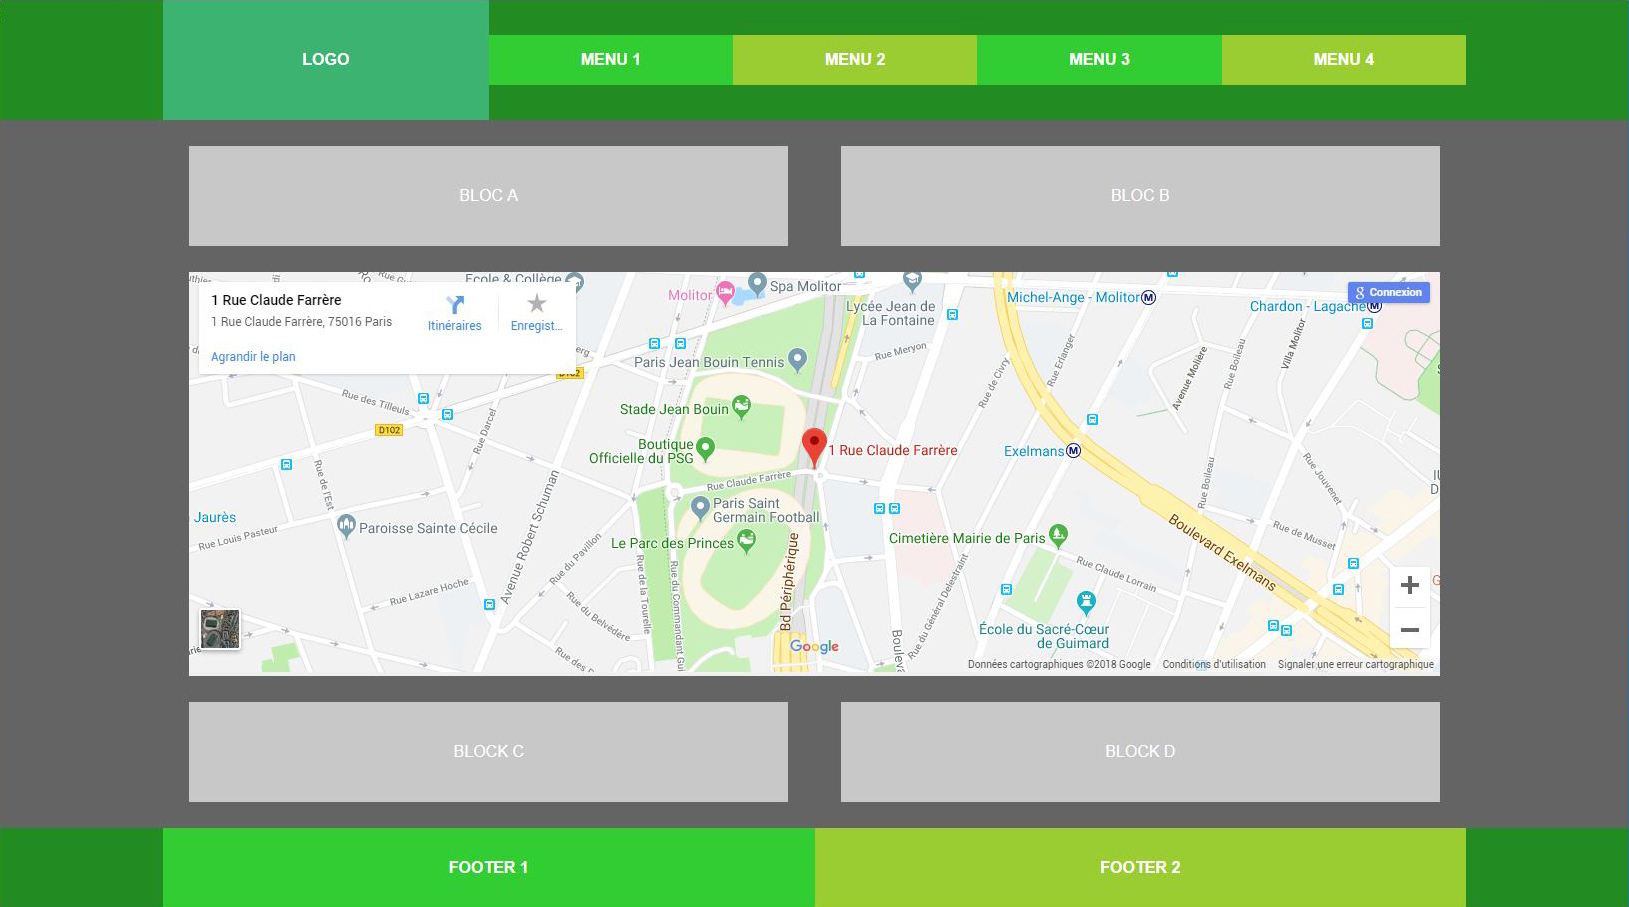 LOGO
MENU 1
MENU 2
MENU 3
MENU 4
BLOC A
BLOC B
1 Rue Claude Farrère
1 Rue Claude Farrère, 75016 Paris
Itinéraires
Enregist...
Agrandir le plan
Connexion
Ecole & Collège
Molitor
Spa Molitor
Lycée Jean de
La Fontaine
Michel-Ange - Molitor
Chardon - Lagache
Rue Meryon
Rue Erlanger
Rue de Civry
Avenue Molière
Rue Boileau
Villa Molitor
Paris Jean Bouin Tennis
D102
Rue des Tilleuls
D102
Rue Darcel
Stade Jean Bouin
Boutique
Officielle du PSG
1 Rue Claude Farrère
Exelmans
Rue Claude Farrère
Rue de l'Est
Rue Boileau
Rue Jouvenet
Jaurès
Rue Louis Pasteur
Paroisse Sainte Cécile
Avenue Robert Schuman
Paris Saint
Germain Football
Le Parc des Princes
Bd Périphérique
Cimetière Mairie de Paris
Boulevard Exelmans
Rue de Musset
Rue du Pavillon
Rue Lazare Hoche
Rue du Belvédère
Rue de la Tourelle
Rue du Commandant Gui
Rue du Général Delestraint
Rue Claude Lorrain
École du Sacré-Cœur
de Guimard
Rue des
Bouleva
Google
Données cartographiques ©2018 Google
Conditions d'utilisation
Signaler une erreur cartographique
BLOCK C
BLOCK D
FOOTER 1
FOOTER 2